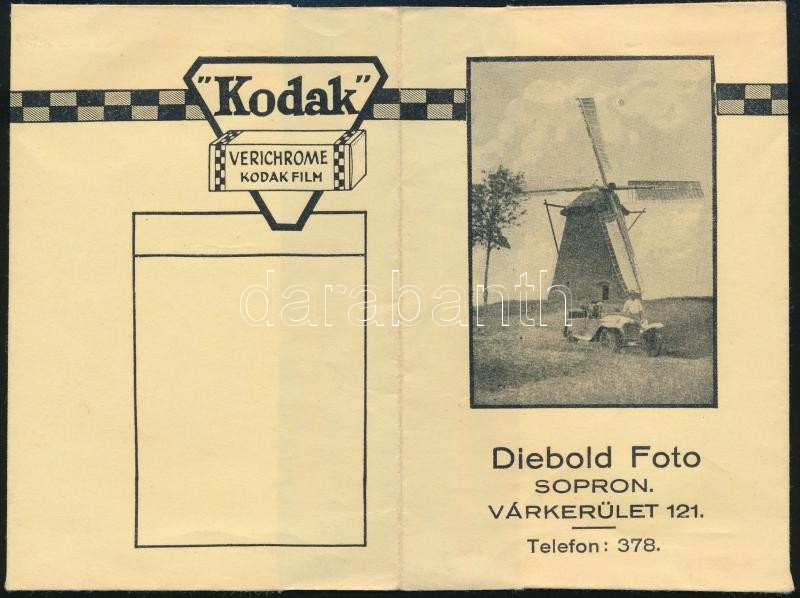 "Kodak"
VERICHROME
KODAK FILM
darabanth
Diebold Foto
SOPRON.
VÁRKERÜLET 121.
Telefon: 378.